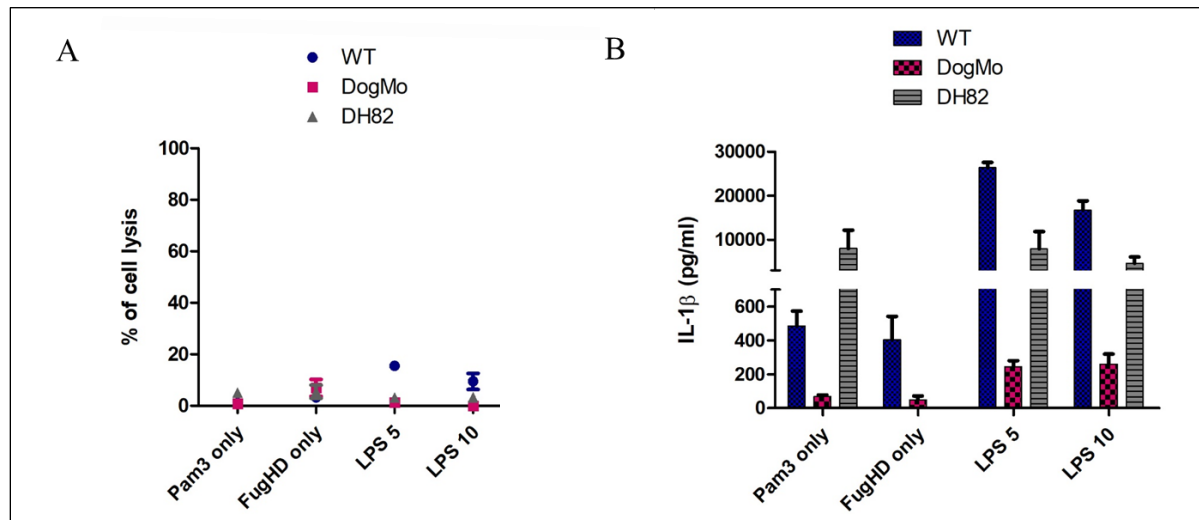 A
WT
DogMo
DH82
% of cell lysis
100
80
60
40
20
0
Pam3 only
FugHD only
LPS 5
LPS 10
B
WT
DogMo
DH82
IL-1β (pg/ml)
30000
20000
10000
600
400
200
0
Pam3 only
FugHD only
LPS 5
LPS 10